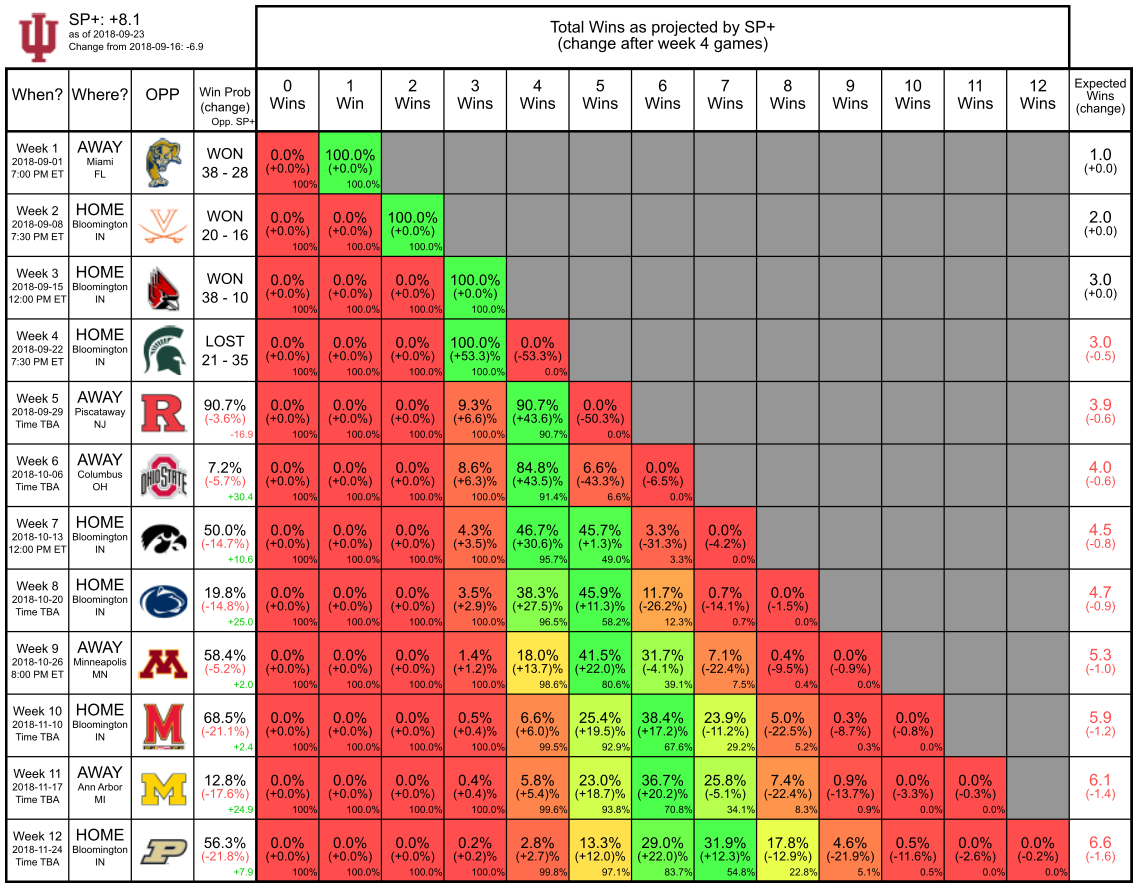 SP+: +8.1
as of 2018-09-23
Change from 2018-09-16: -6.9
Total Wins as projected by SP+
(change after week 4 games)
When? Where? OPP Win Prob (change) Opp. SP+ 0 Wins 1 Win 2 Wins 3 Wins 4 Wins 5 Wins 6 Wins 7 Wins 8 Wins 9 Wins 10 Wins 11 Wins 12 Wins Expected Wins (change)
Week 1 AWAY WON 0.0% 100.0% 1.0
2018-09-01 Miami 38 - 28 (+0.0%) (+0.0%) (+0.0)
7:00 PM ET FL 100% 100.0%
Week 2 HOME WON 0.0% 0.0% 100.0% 2.0
2018-09-08 Bloomington 20 - 16 (+0.0%) (+0.0%) (+0.0%) (+0.0)
7:30 PM ET IN 100% 100.0% 100.0%
Week 3 HOME WON 0.0% 0.0% 0.0% 100.0% 3.0
2018-09-15 Bloomington 38 - 10 (+0.0%) (+0.0%) (+0.0%) (+0.0%) (+0.0)
12:00 PM ET IN 100% 100.0% 100.0% 100.0%
Week 4 HOME LOST 0.0% 0.0% 0.0% 100.0% 0.0% 3.0
2018-09-22 Bloomington 21 - 35 (+0.0%) (+0.0%) (+0.0%) (+53.3)% (-53.3%) (-0.5)
7:30 PM ET IN 100% 100.0% 100.0% 100.0% 0.0%
Week 5 AWAY R 90.7% 0.0% 0.0% 0.0% 9.3% 90.7% 0.0% 3.9
2018-09-29 Piscataway (-3.6%) (+0.0%) (+0.0%) (+0.0%) (+6.6)% (+43.6)% (-50.3%) (-0.6)
Time TBA NJ -16.9 100% 100.0% 100.0% 100.0% 90.7% 0.0%
Week 6 AWAY OHIO STATE 7.2% 0.0% 0.0% 0.0% 8.6% 84.8% 6.6% 0.0% 4.0
2018-10-06 Columbus (-5.7%) (+0.0%) (+0.0%) (+0.0%) (+6.3)% (+43.5)% (-43.3%) (-6.5%) (-0.6)
Time TBA OH +30.4 100% 100.0% 100.0% 100.0% 91.4% 6.6% 0.0%
Week 7 HOME 50.0% 0.0% 0.0% 0.0% 4.3% 46.7% 45.7% 3.3% 0.0% 4.5
2018-10-13 Bloomington (-14.7%) (+0.0%) (+0.0%) (+0.0%) (+3.5)% (+30.6)% (+1.3)% (-31.3%) (-4.2%) (-0.8)
12:00 PM ET IN +10.6 100% 100.0% 100.0% 100.0% 95.7% 49.0% 3.3% 0.0%
Week 8 HOME 19.8% 0.0% 0.0% 0.0% 3.5% 38.3% 45.9% 11.7% 0.7% 0.0% 4.7
2018-10-20 Bloomington (-14.8%) (+0.0%) (+0.0%) (+0.0%) (+2.9)% (+27.5)% (+11.3)% (-26.2%) (-14.1%) (-1.5%) (-0.9)
Time TBA IN +25.0 100% 100.0% 100.0% 100.0% 96.5% 58.2% 12.3% 0.7% 0.0%
Week 9 AWAY M 58.4% 0.0% 0.0% 0.0% 1.4% 18.0% 41.5% 31.7% 7.1% 0.4% 0.0% 5.3
2018-10-26 Minneapolis (-5.2%) (+0.0%) (+0.0%) (+0.0%) (+1.2)% (+13.7)% (+22.0)% (-4.1%) (-22.4%) (-9.5%) (-0.9%) (-1.0)
8:00 PM ET MN +2.0 100% 100.0% 100.0% 100.0% 98.6% 80.6% 39.1% 7.5% 0.4% 0.0%
Week 10 HOME M 68.5% 0.0% 0.0% 0.0% 0.5% 6.6% 25.4% 38.4% 23.9% 5.0% 0.3% 0.0% 5.9
2018-11-10 Bloomington (-21.1%) (+0.0%) (+0.0%) (+0.0%) (+0.4)% (+6.0)% (+19.5)% (+17.2)% (-11.2%) (-22.5%) (-8.7%) (-0.8%) (-1.2)
Time TBA IN +2.4 100% 100.0% 100.0% 100.0% 99.5% 92.9% 67.6% 29.2% 5.2% 0.3% 0.0%
Week 11 AWAY M 12.8% 0.0% 0.0% 0.0% 0.4% 5.8% 23.0% 36.7% 25.8% 7.4% 0.9% 0.0% 0.0% 6.1
2018-11-17 Ann Arbor (-17.6%) (+0.0%) (+0.0%) (+0.0%) (+0.4)% (+5.4)% (+18.7)% (+20.2)% (-5.1%) (-22.4%) (-13.7%) (-3.3%) (-0.3%) (-1.4)
Time TBA MI +24.9 100% 100.0% 100.0% 100.0% 99.6% 93.8% 70.8% 34.1% 8.3% 0.9% 0.0% 0.0%
Week 12 HOME P 56.3% 0.0% 0.0% 0.0% 0.2% 2.8% 13.3% 29.0% 31.9% 17.8% 4.6% 0.5% 0.0% 0.0% 6.6
2018-11-24 Bloomington (-21.8%) (+0.0%) (+0.0%) (+0.0%) (+0.2)% (+2.7)% (+12.0)% (+22.0)% (+12.3)% (-12.9%) (-21.9%) (-11.6%) (-2.6%) (-0.2%) (-1.6)
Time TBA IN +7.9 100% 100.0% 100.0% 100.0% 99.8% 97.1% 83.7% 54.8% 22.8% 5.1% 0.5% 0.0% 0.0%